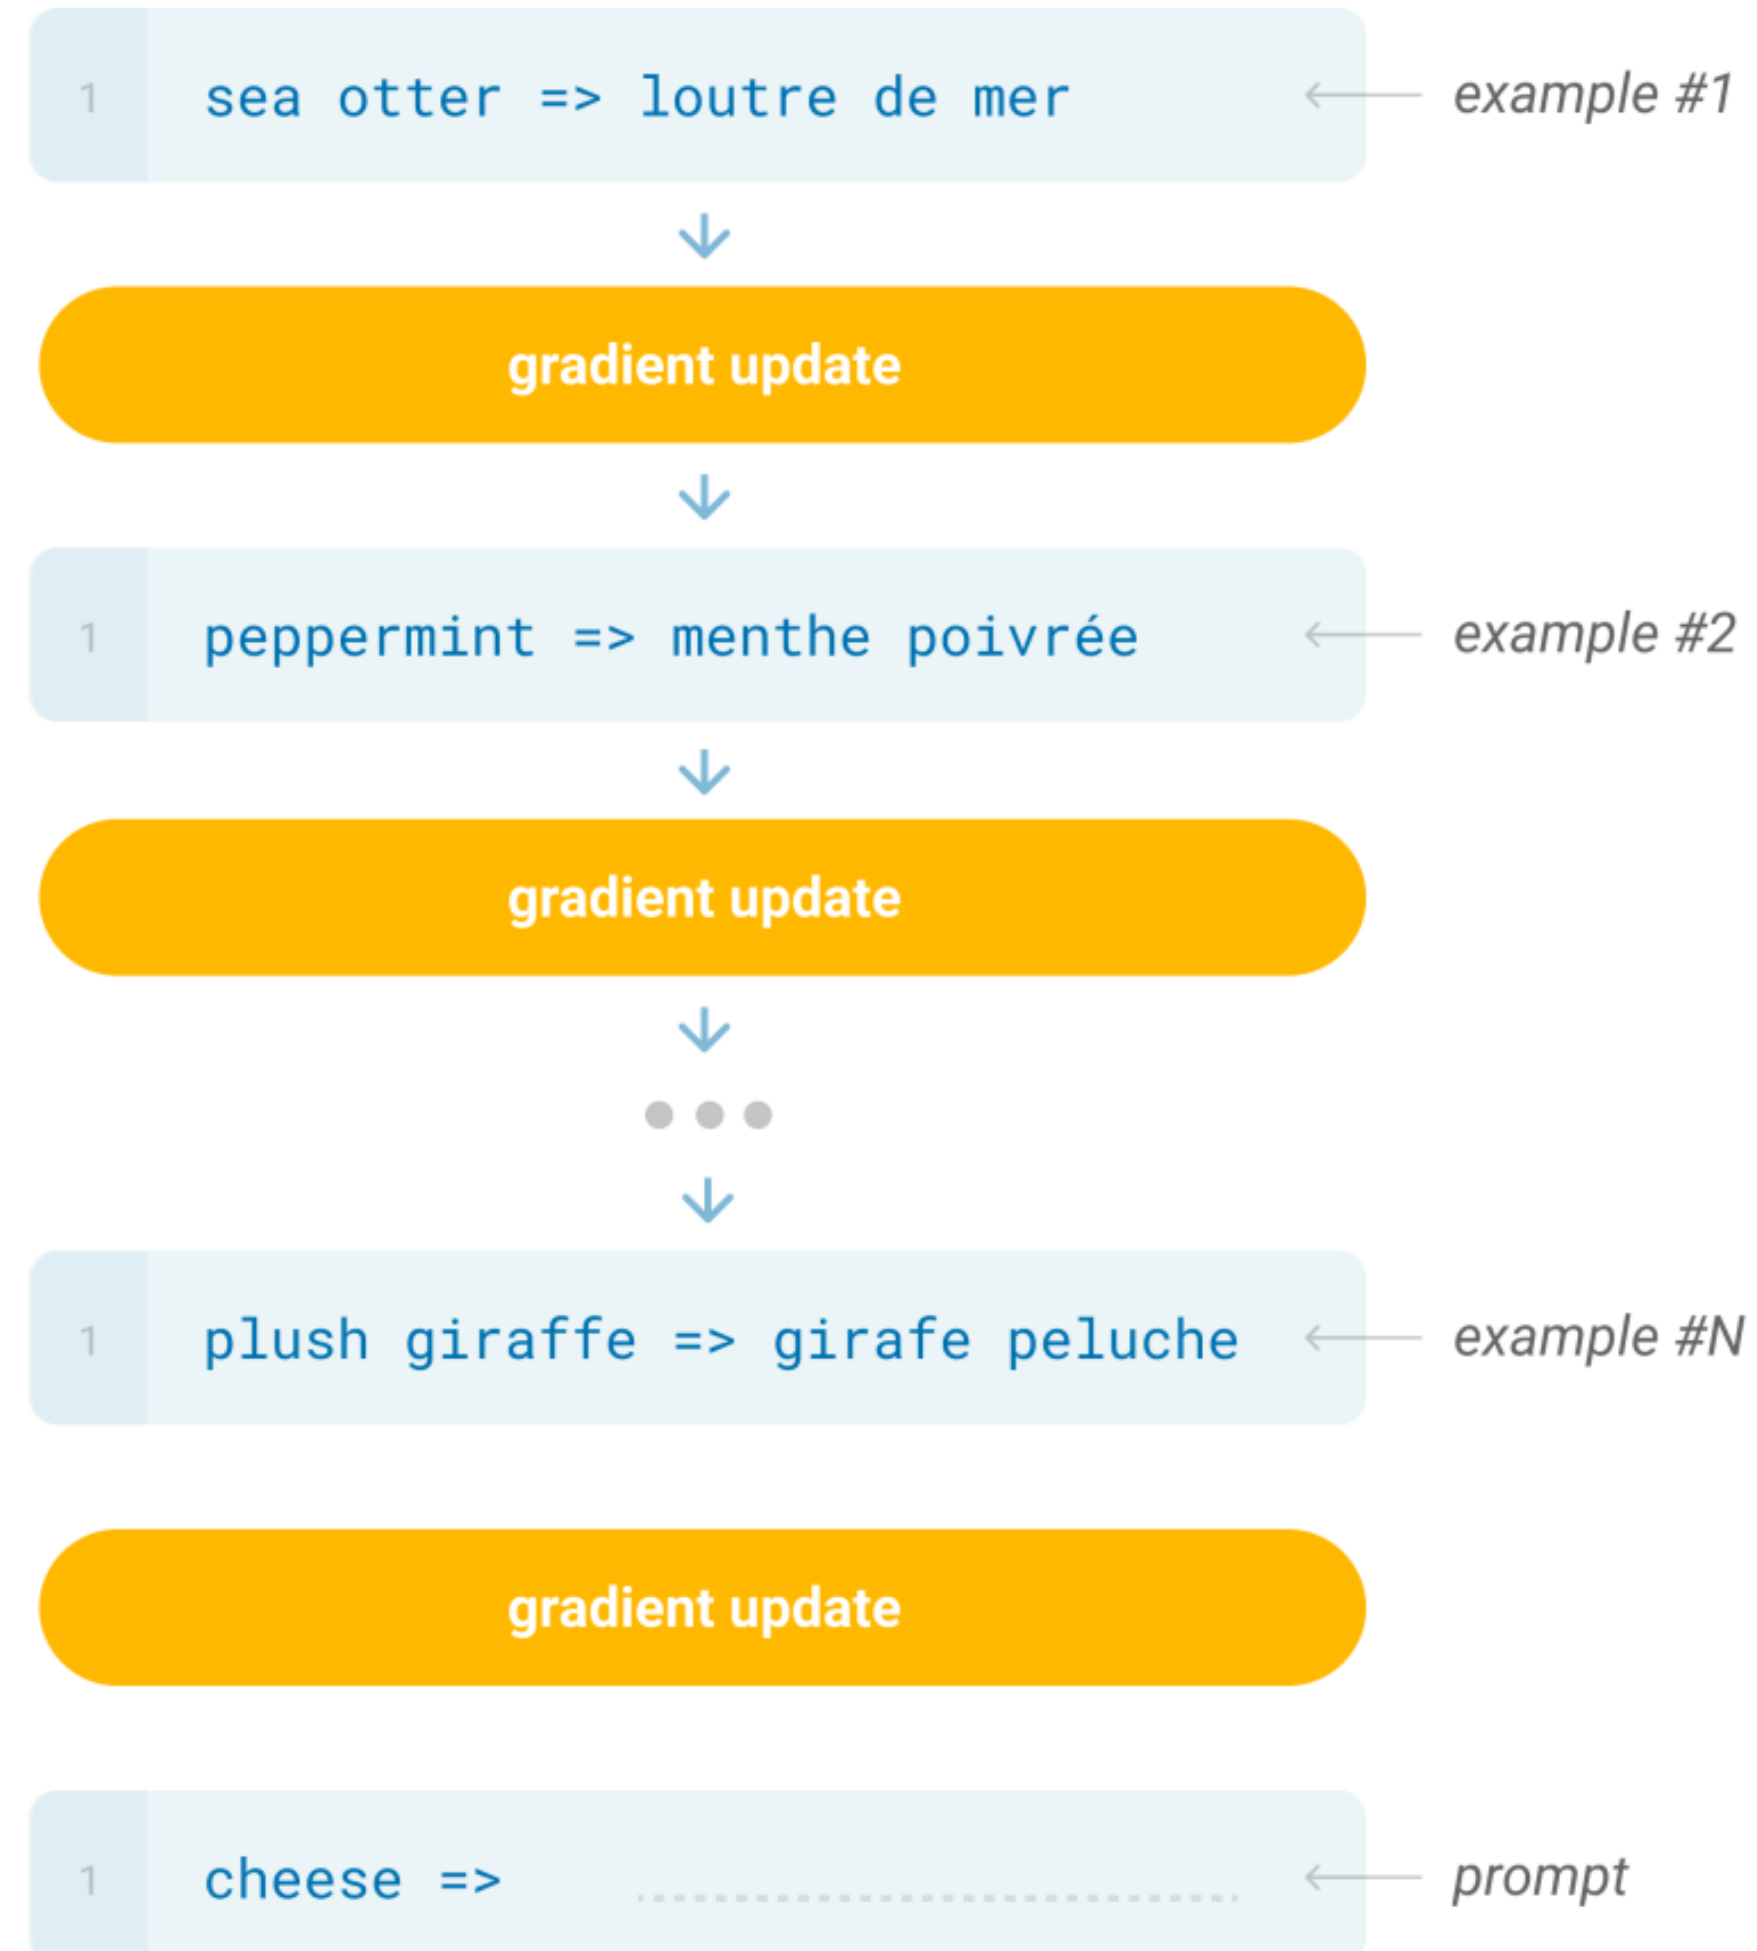 1 sea otter => loutre de mer example #1
gradient update
1 peppermint => menthe poivrée example #2
gradient update
1 plush giraffe => girafe peluche example #N
gradient update
1 cheese => prompt